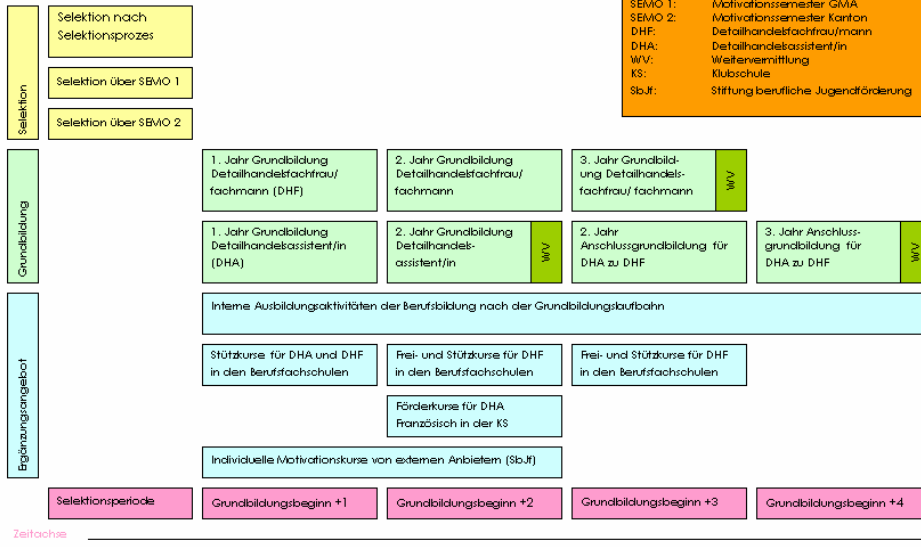 SEMO 1: Motivationssemester GMA
SEMO 2: Motivationssemester Kanton
DHF: Detailhandelsfachfrau/mann
DHA: Detailhandelsassistent/in
WV: Weitervermittlung
KS: Klubschule
SbJf: Stiftung berufliche Jugendförderung
Selektion
Selektion nach
Selektionsprozes
Selektion über SEMO 1
Selektion über SEMO 2
Grundbildung
1. Jahr Grundbildung
Detailhandelsfachfrau/
fachmann (DHF)
2. Jahr Grundbildung
Detailhandelsfachfrau/
fachmann
3. Jahr Grundbild-
ung Detailhandels-
fachfrau/ fachmann
WV
1. Jahr Grundbildung
Detailhandelsassistent/in
(DHA)
2. Jahr Grundbildung
Detailhandels-
assistent/in
WV
2. Jahr
Anschlussgrundbildung für
DHA zu DHF
3. Jahr Anschluss-
grundbildung für
DHA zu DHF
WV
Ergänzungsangebot
Interne Ausbildungsaktivitäten der Berufsbildung nach der Grundbildungslaufbahn
Stützkurse für DHA und DHF
in den Berufsfachschulen
Frei- und Stützkurse für DHF
in den Berufsfachschulen
Frei- und Stützkurse für DHF
in den Berufsfachschulen
Förderkurse für DHA
Französisch in der KS
Individuelle Motivationskurse von externen Anbietern (SbJf)
Selektionsperiode
Grundbildungsbeginn +1
Grundbildungsbeginn +2
Grundbildungsbeginn +3
Grundbildungsbeginn +4
Zeitachse